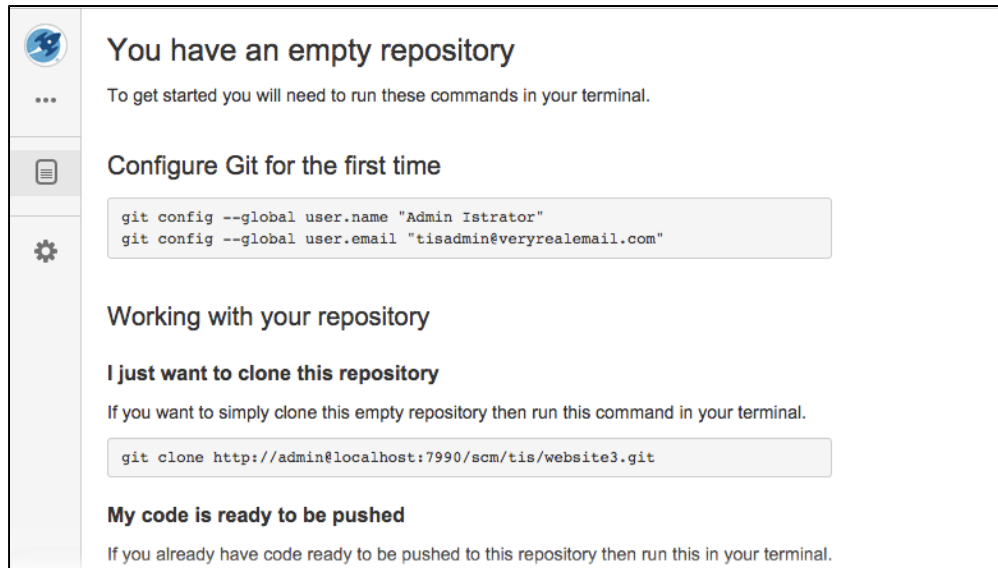 You have an empty repository
To get started you will need to run these commands in your terminal.
Configure Git for the first time
git config --global user.name "Admin Istrator"
git config --global user.email "tisadmin@veryrealemail.com"
Working with your repository
I just want to clone this repository
If you want to simply clone this empty repository then run this command in your terminal.
git clone http://admin@localhost:7990/scm/tis/website3.git
My code is ready to be pushed
If you already have code ready to be pushed to this repository then run this in your terminal.